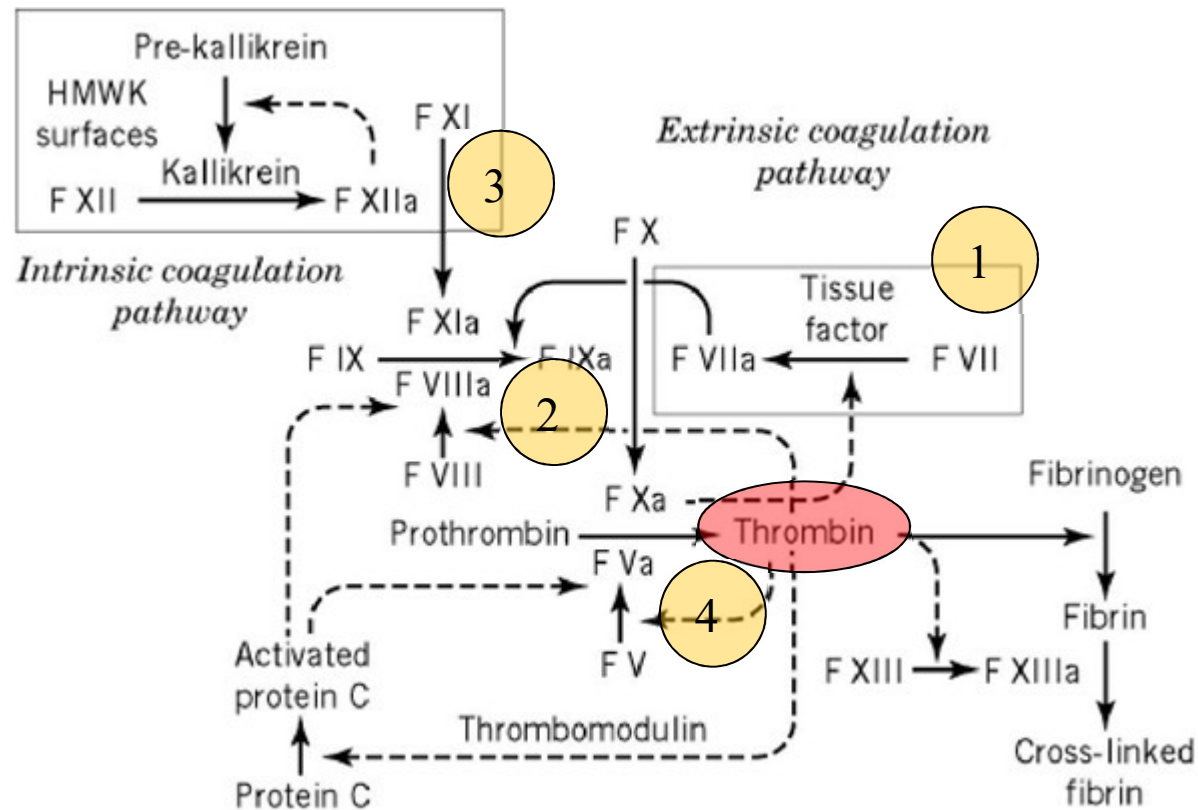 Pre-kallikrein
HMWK
surfaces
F XI
Kallikrein
F XII
F XIIa
3
Extrinsic coagulation
pathway
Intrinsic coagulation
pathway
F X
1
Tissue
factor
F XIa
F IX
F IXa
F VIIa
F VII
F VIIIa
2
F VIII
F Xa
Fibrinogen
Prothrombin
Thrombin
F Va
4
Fibrin
F V
Activated
protein C
F XIII
F XIIIa
Thrombomodulin
Cross-linked
fibrin
Protein C